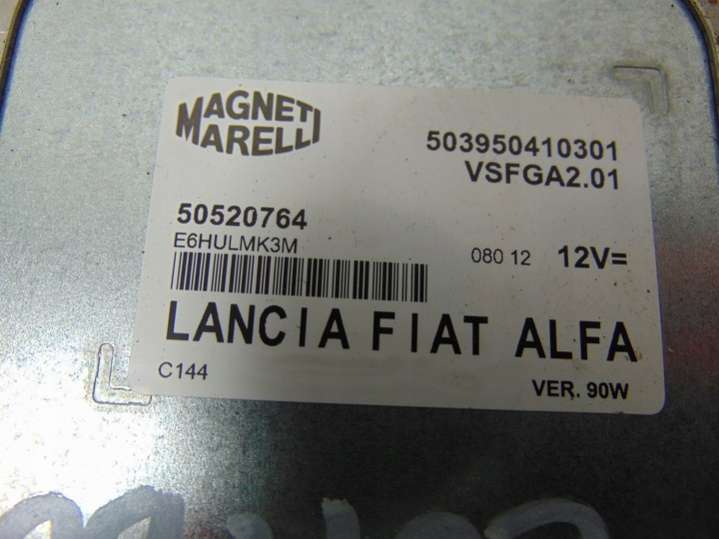 MAGNETI
MARELLI
503950410301
VSFGA2.01
50520764
E6HULMK3M
080 12 12V=
LANCIA FIAT ALFA
C144
VER. 90W